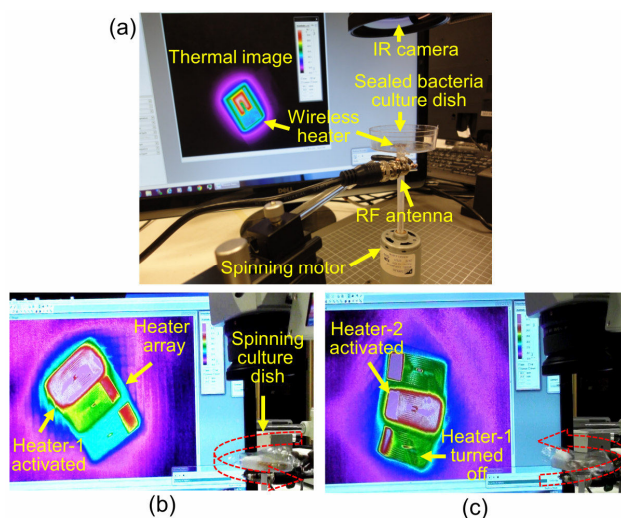 (a)
IR camera
Thermal image
Sealed bacteria
culture dish
Wireless
heater
RF antenna
Spinning motor
Heater
array
Spinning
culture
dish
Heater-1
activated
(b)
Heater-2
activated
Heater-1
turned
off
(c)